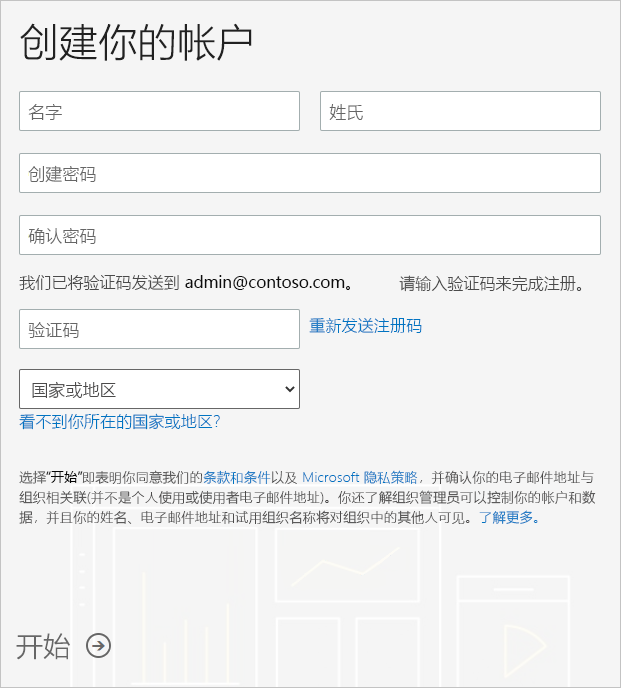 创建你的帐户
名字 姓氏
创建密码
确认密码
我们已将验证码发送到 admin@contoso.com。 请输入验证码来完成注册。
验证码 重新发送注册码
国家或地区
看不到你所在的国家或地区?
选择“开始”即表明你同意我们的条款和条件以及 Microsoft 隐私策略，并确认你的电子邮件地址与
组织相关联(并不是个人使用或使用者电子邮件地址)。你还了解组织管理员可以控制你的帐户和数
据，并且你的姓名、电子邮件地址和试用组织名称将对组织中的其他人可见。了解更多。
开始